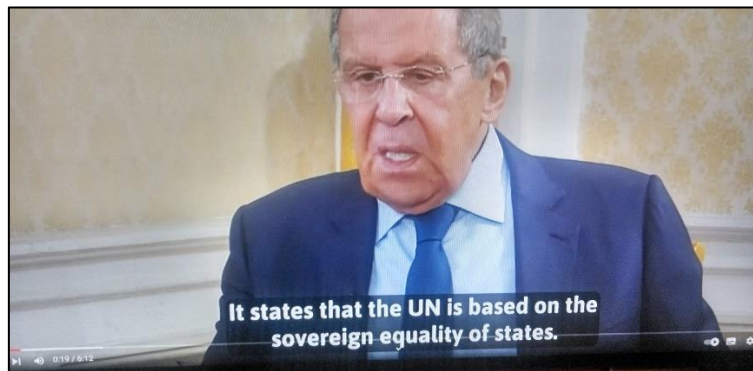 It states that the UN is based on the
sovereign equality of states.
0:19 / 6:12